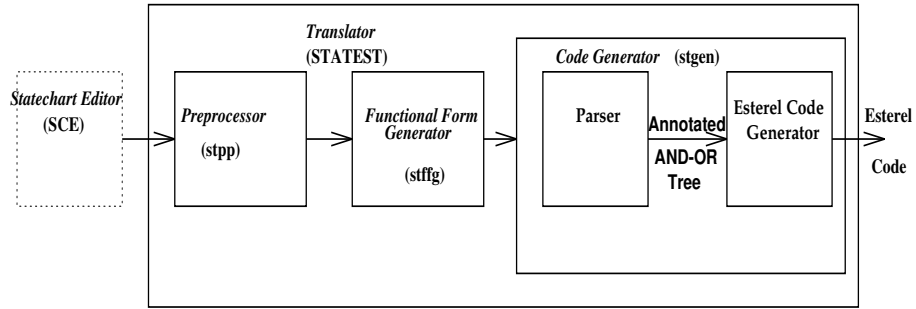 Translator
(STATEST)
Code Generator (stgen)
Statechart Editor
(SCE)
Preprocessor
(stpp)
Functional Form
Generator
(stffg)
Parser
Annotated
AND-OR
Tree
Esterel Code
Generator
Esterel
Code